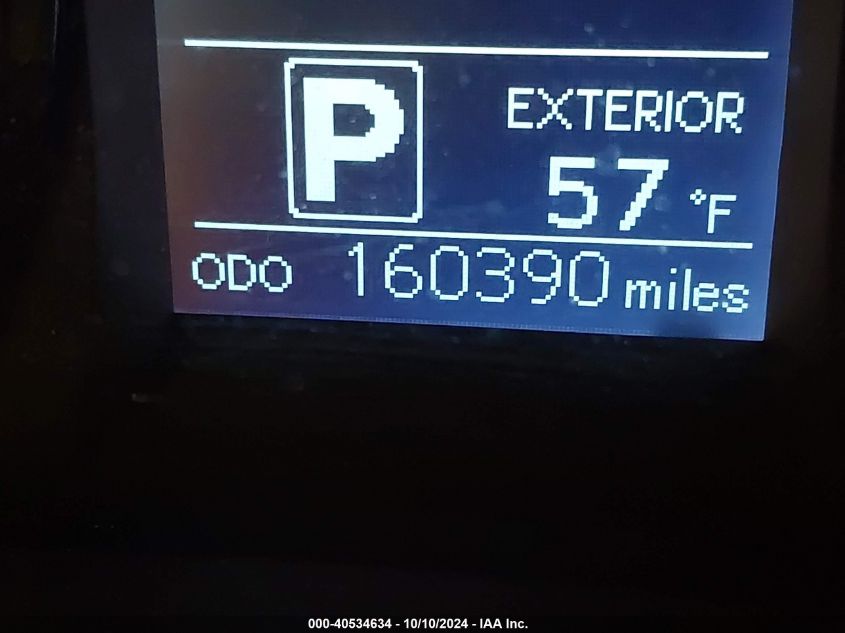 P
EXTERIOR
57 °F
ODO 160390 miles
000-40534634 - 10/10/2024 - IAA Inc.